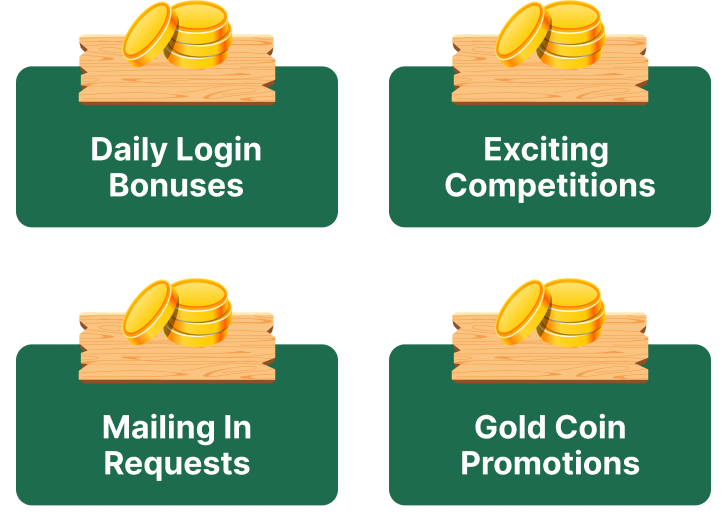 Daily Login
Bonuses
Exciting
Competitions
Mailing In
Requests
Gold Coin
Promotions